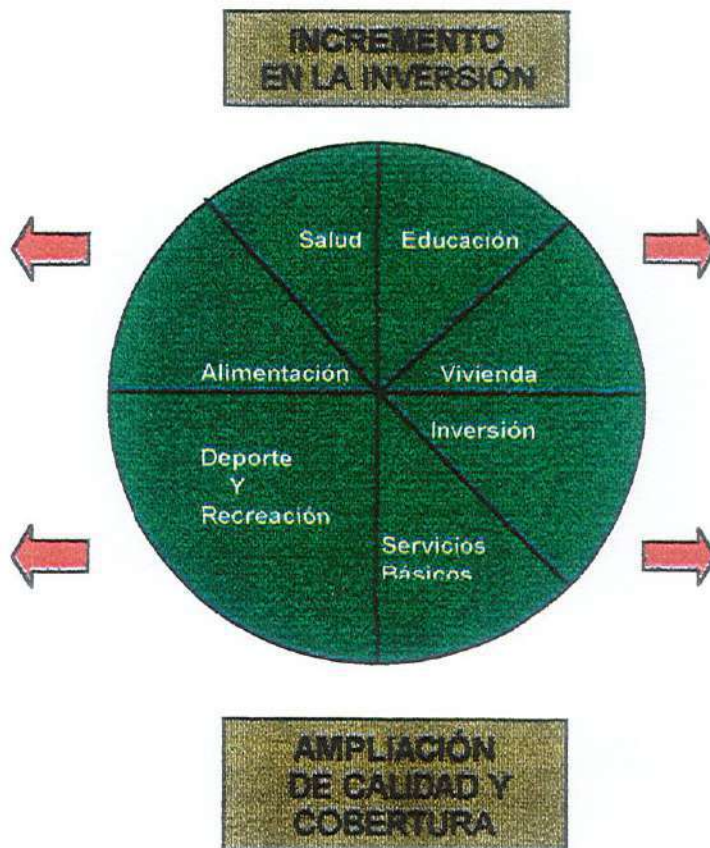 INCREMENTO
EN LA INVERSIÓN
Salud
Educación
Alimentación
Vivienda
Inversión
Deporte
Y
Recreación
Servicios
Básicos
AMPLIACIÓN
DE CALIDAD Y
COBERTURA